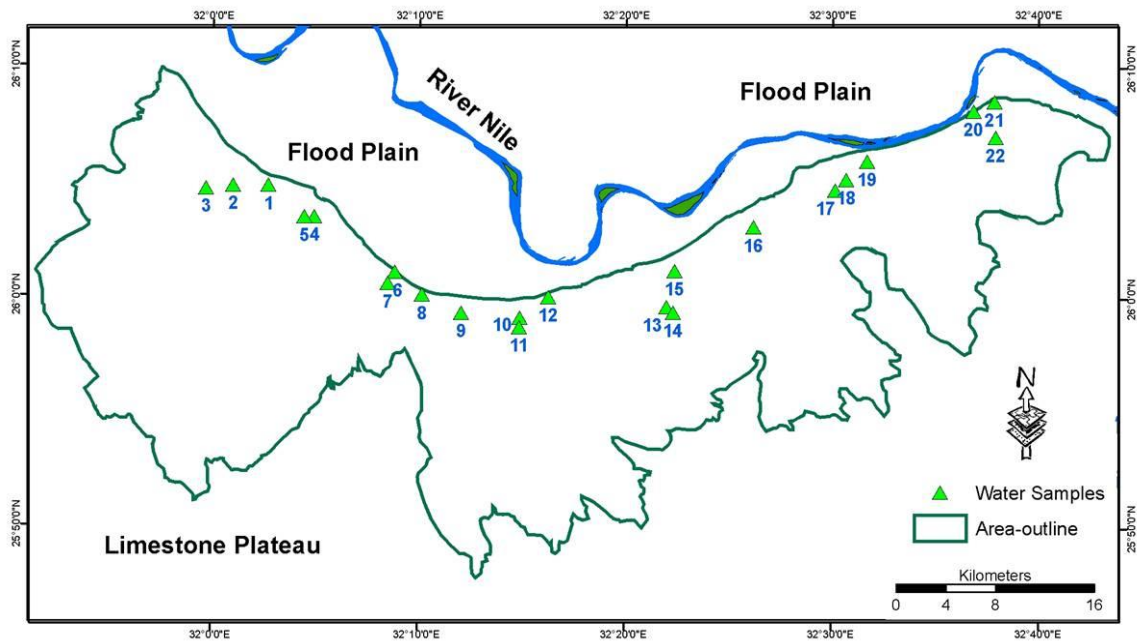 32°0'0"E 32°10'0"E 32°20'0"E 32°30'0"E 32°40'0"E
26°10'0"N 26°10'0"N
River Nile
Flood Plain
Flood Plain
21
20
22
19
18
17
3 2 1
54
16
6
7
8
9
10
11
12
15
13 14
26°0'0"N 26°0'0"N
N
Water Samples
Area-outline
Limestone Plateau
25°50'0"N 25°50'0"N
Kilometers
0 4 8 16
32°0'0"E 32°10'0"E 32°20'0"E 32°30'0"E 32°40'0"E